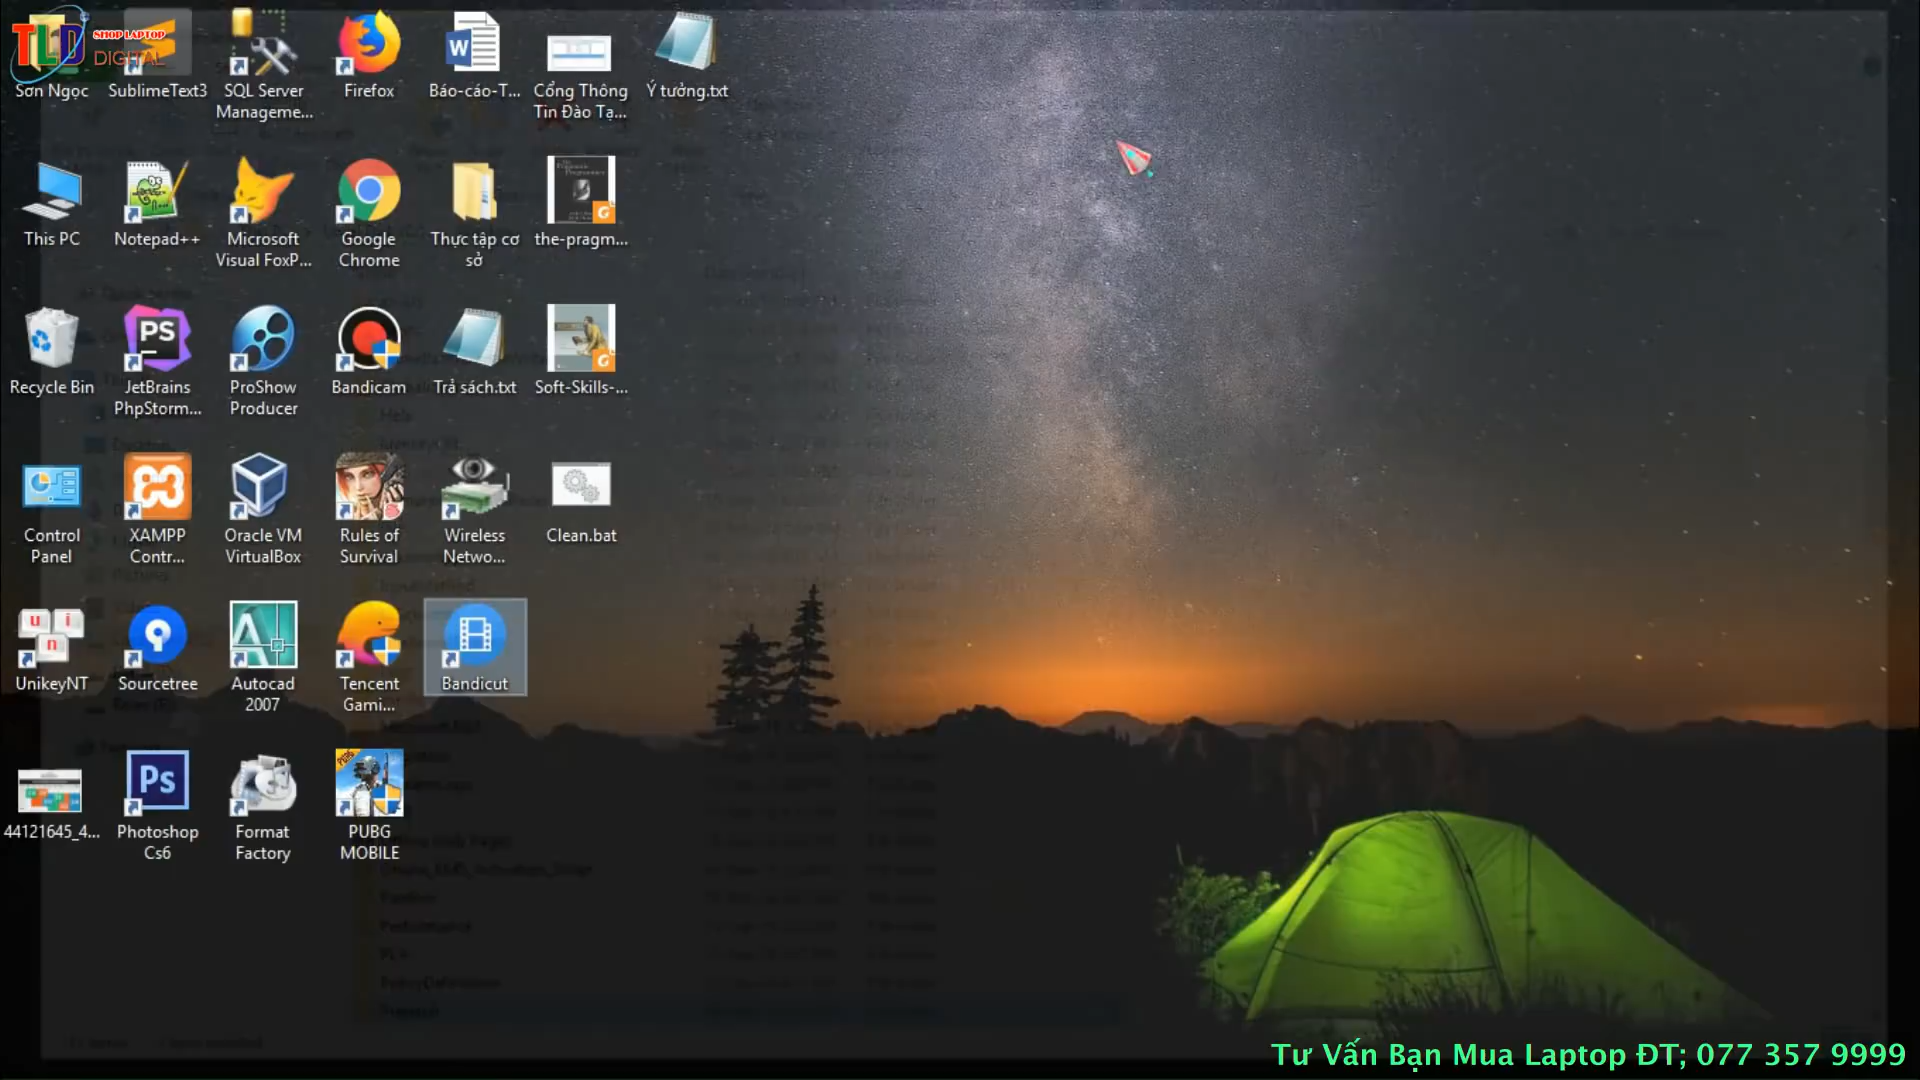 TLD SHOP LAPTOP
DIGITAL
Sơn Ngọc
SublimeText3
SQL Server
Manageme...
Firefox
Báo-cáo-T...
Cổng Thông
Tin Đào Tạ...
Ý tưởng.txt
This PC
Notepad++
Microsoft
Visual FoxP...
Google
Chrome
Thực tập cơ
sở
the-pragm...
Recycle Bin
JetBrains
PhpStorm...
ProShow
Producer
Bandicam
Trả sách.txt
Soft-Skills-...
Control
Panel
XAMPP
Contr...
Oracle VM
VirtualBox
Rules of
Survival
Wireless
Netwo...
Clean.bat
UnikeyNT
Sourcetree
Autocad
2007
Tencent
Gami...
Bandicut
44121645_4...
Photoshop
Cs6
Format
Factory
PUBG
MOBILE
Tư Vấn Bạn Mua Laptop ĐT; 077 357 9999